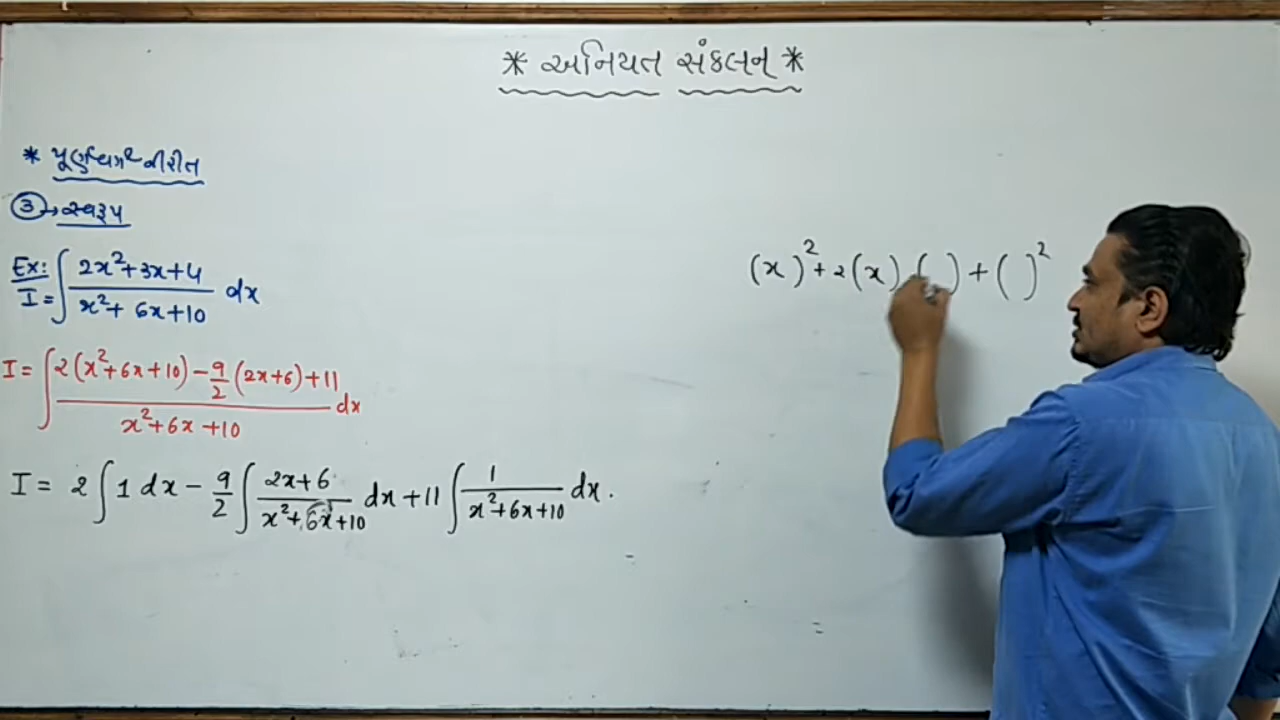 * અનિયત સંકલન *
* પૂર્ણવર્ગની રીત
③ → સ્વરૂપ
Ex: I = ∫ (2x²+3x+4)/(x²+6x+10) dx
I = ∫ (2(x²+6x+10) - 9/2 (2x+6) + 11)/(x²+6x+10) dx
I = 2 ∫ 1 dx - 9/2 ∫ (2x+6)/(x²+6x+10) dx + 11 ∫ 1/(x²+6x+10) dx.
(x)² + 2(x) ( ) + ( )²